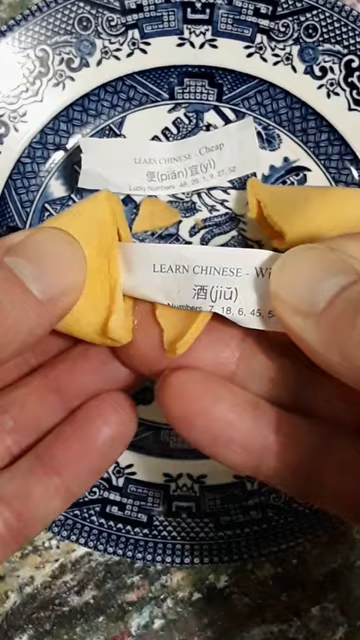 LEARN CHINESE - Cheap
便(pián)宜(yí)
Lucky Numbers 48, 28, 1, 9, 27, 52
LEARN CHINESE - Wi
酒(jiǔ)
Numbers 7, 18, 6, 45, 5